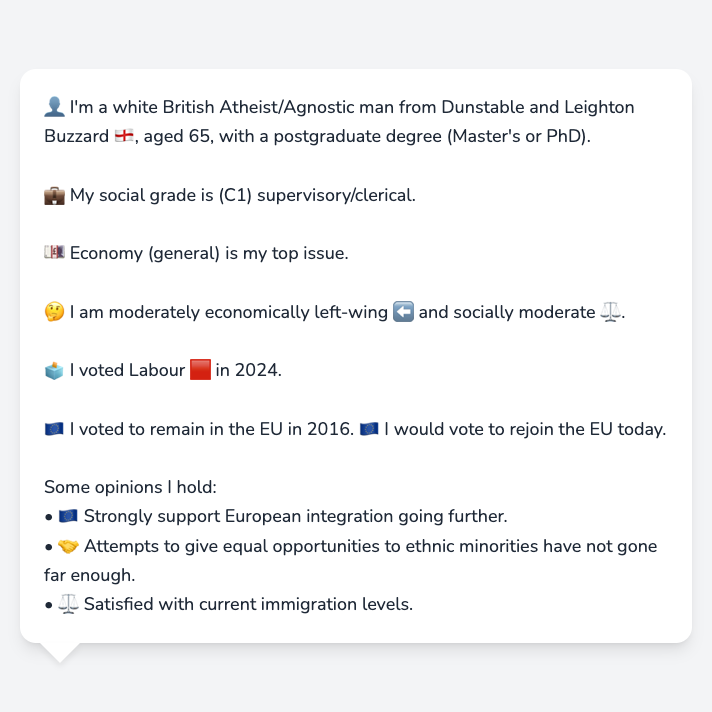 👤 I'm a white British Atheist/Agnostic man from Dunstable and Leighton
Buzzard 🏴󠁧󠁢󠁥󠁮󠁧󠁿, aged 65, with a postgraduate degree (Master's or PhD).
💼 My social grade is (C1) supervisory/clerical.
💷 Economy (general) is my top issue.
🤔 I am moderately economically left-wing ⬅️ and socially moderate ⚖️.
🗳️ I voted Labour 🟥 in 2024.
🇪🇺 I voted to remain in the EU in 2016. 🇪🇺 I would vote to rejoin the EU today.
Some opinions I hold:
• 🇪🇺 Strongly support European integration going further.
• 🤝 Attempts to give equal opportunities to ethnic minorities have not gone
far enough.
• ⚖️ Satisfied with current immigration levels.